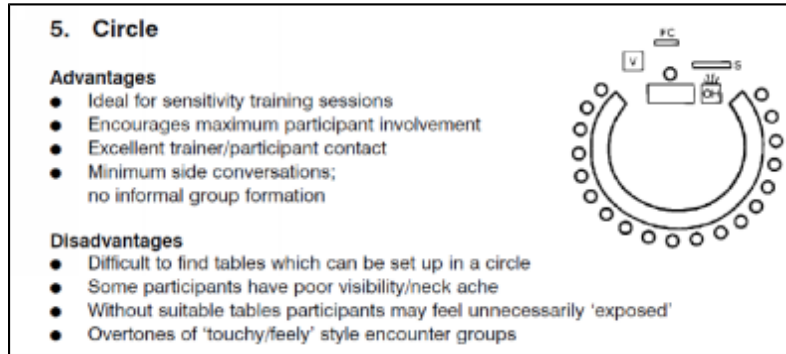 5. Circle
Advantages
● Ideal for sensitivity training sessions
● Encourages maximum participant involvement
● Excellent trainer/participant contact
● Minimum side conversations;
no informal group formation
Disadvantages
● Difficult to find tables which can be set up in a circle
● Some participants have poor visibility/neck ache
● Without suitable tables participants may feel unnecessarily ‘exposed’
● Overtones of ‘touchy/feely’ style encounter groups
FC
V
S
OH